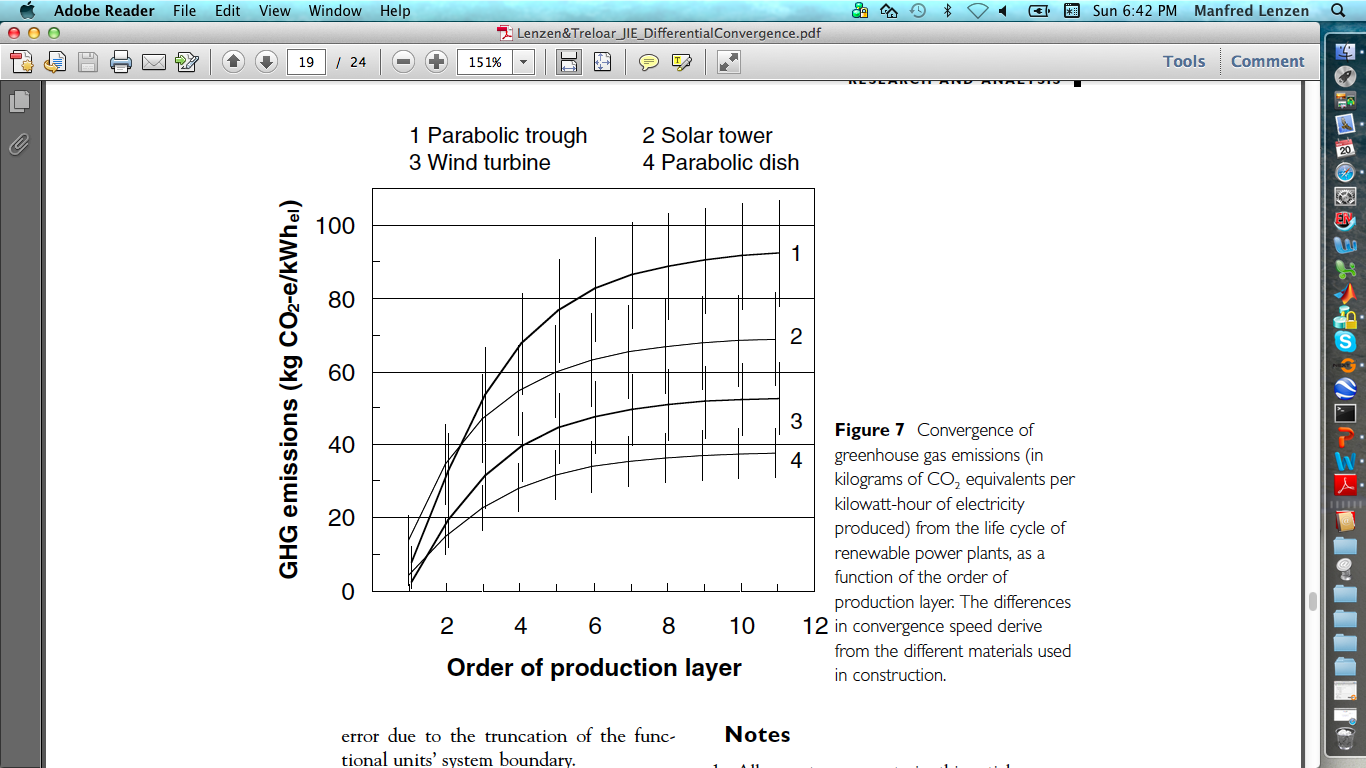 Adobe Reader File Edit View Window Help Sun 6:42 PM Manfred Lenzen
Lenzen&Treloar_JIE_DifferentialConvergence.pdf
19 / 24 151% Tools Comment
RESEARCH AND ANALYSIS
1 Parabolic trough 2 Solar tower
3 Wind turbine 4 Parabolic dish
GHG emissions (kg CO2-e/kWhel)
100
80
60
40
20
0
1
2
3
4
2 4 6 8 10 12
Order of production layer
Figure 7 Convergence of
greenhouse gas emissions (in
kilograms of CO2 equivalents per
kilowatt-hour of electricity
produced) from the life cycle of
renewable power plants, as a
function of the order of
production layer. The differences
in convergence speed derive
from the different materials used
in construction.
error due to the truncation of the func-
tional units' system boundary.
Notes
20